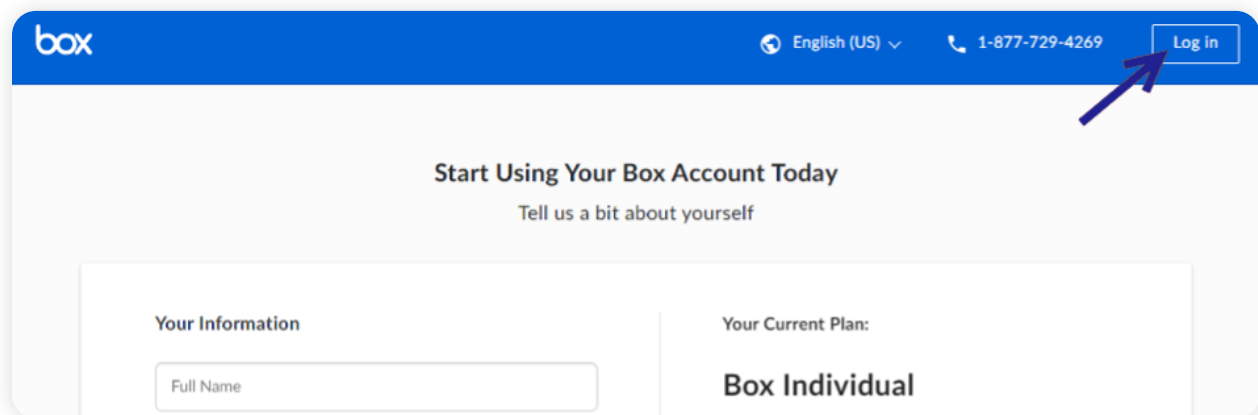 box
English (US)
1-877-729-4269
Log in
Start Using Your Box Account Today
Tell us a bit about yourself
Your Information
Full Name
Your Current Plan:
Box Individual